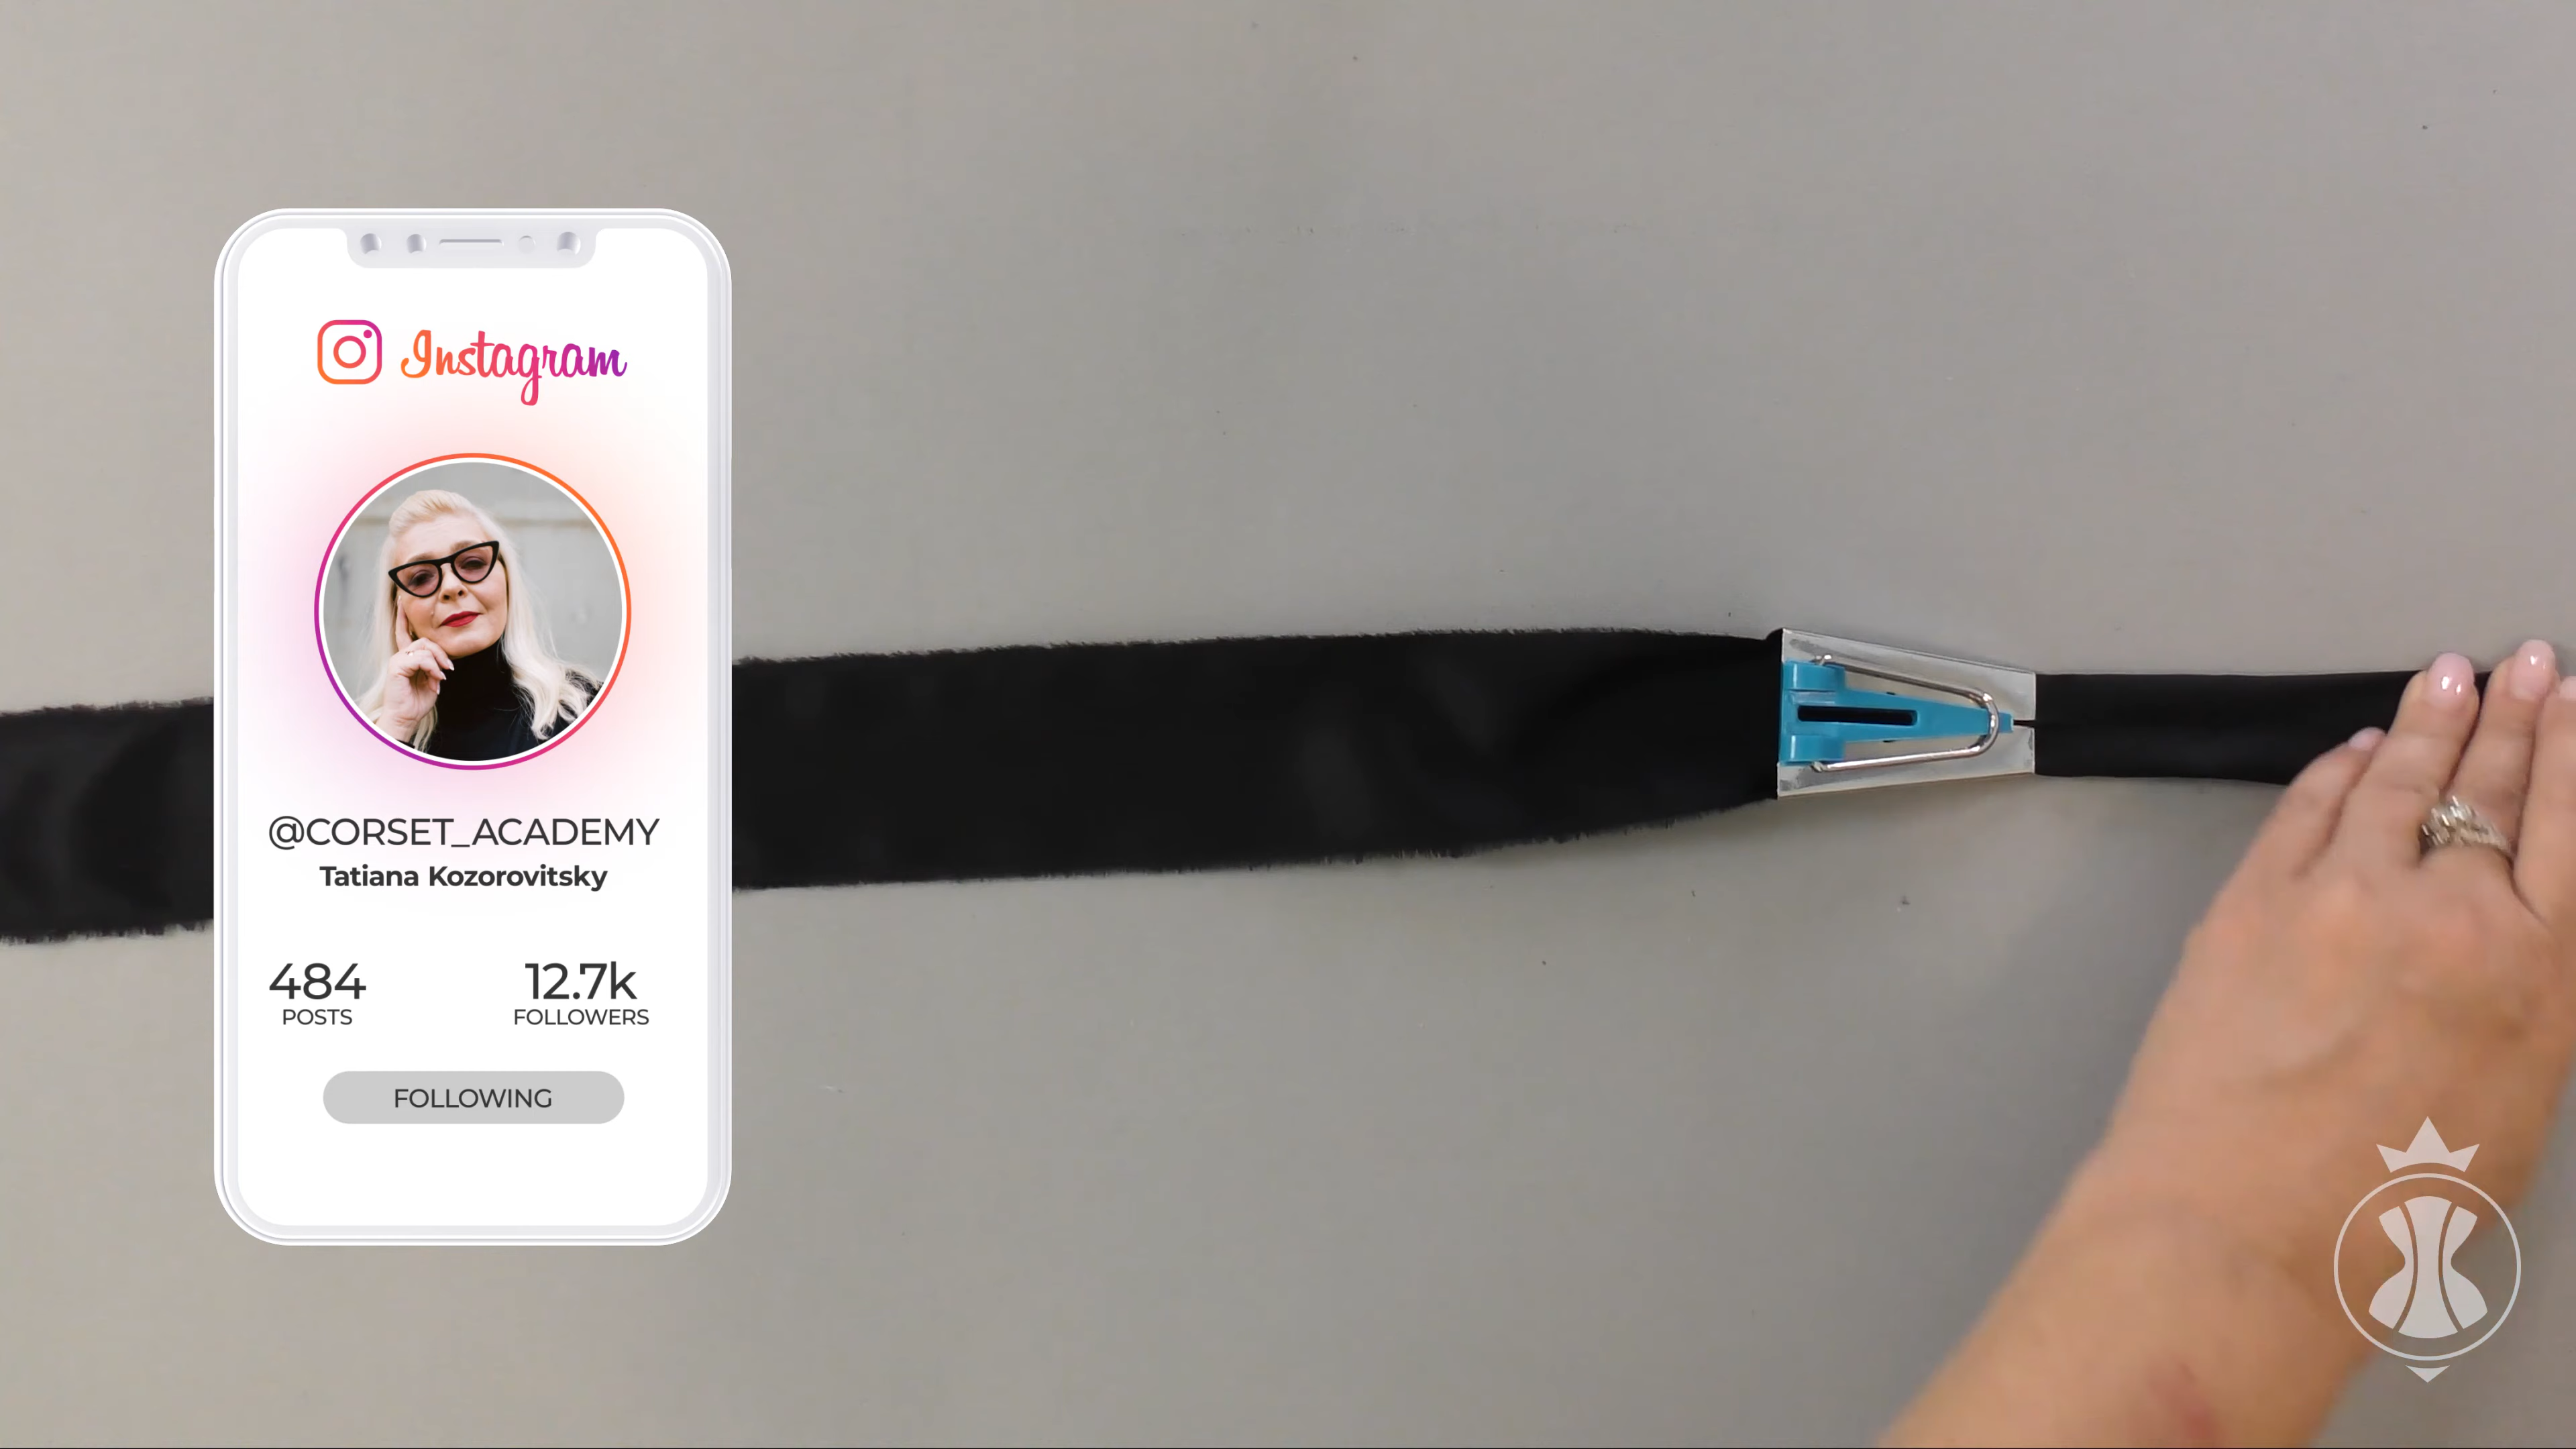 Instagram
@CORSET_ACADEMY
Tatiana Kozorovitsky
484
POSTS
12.7k
FOLLOWERS
FOLLOWING